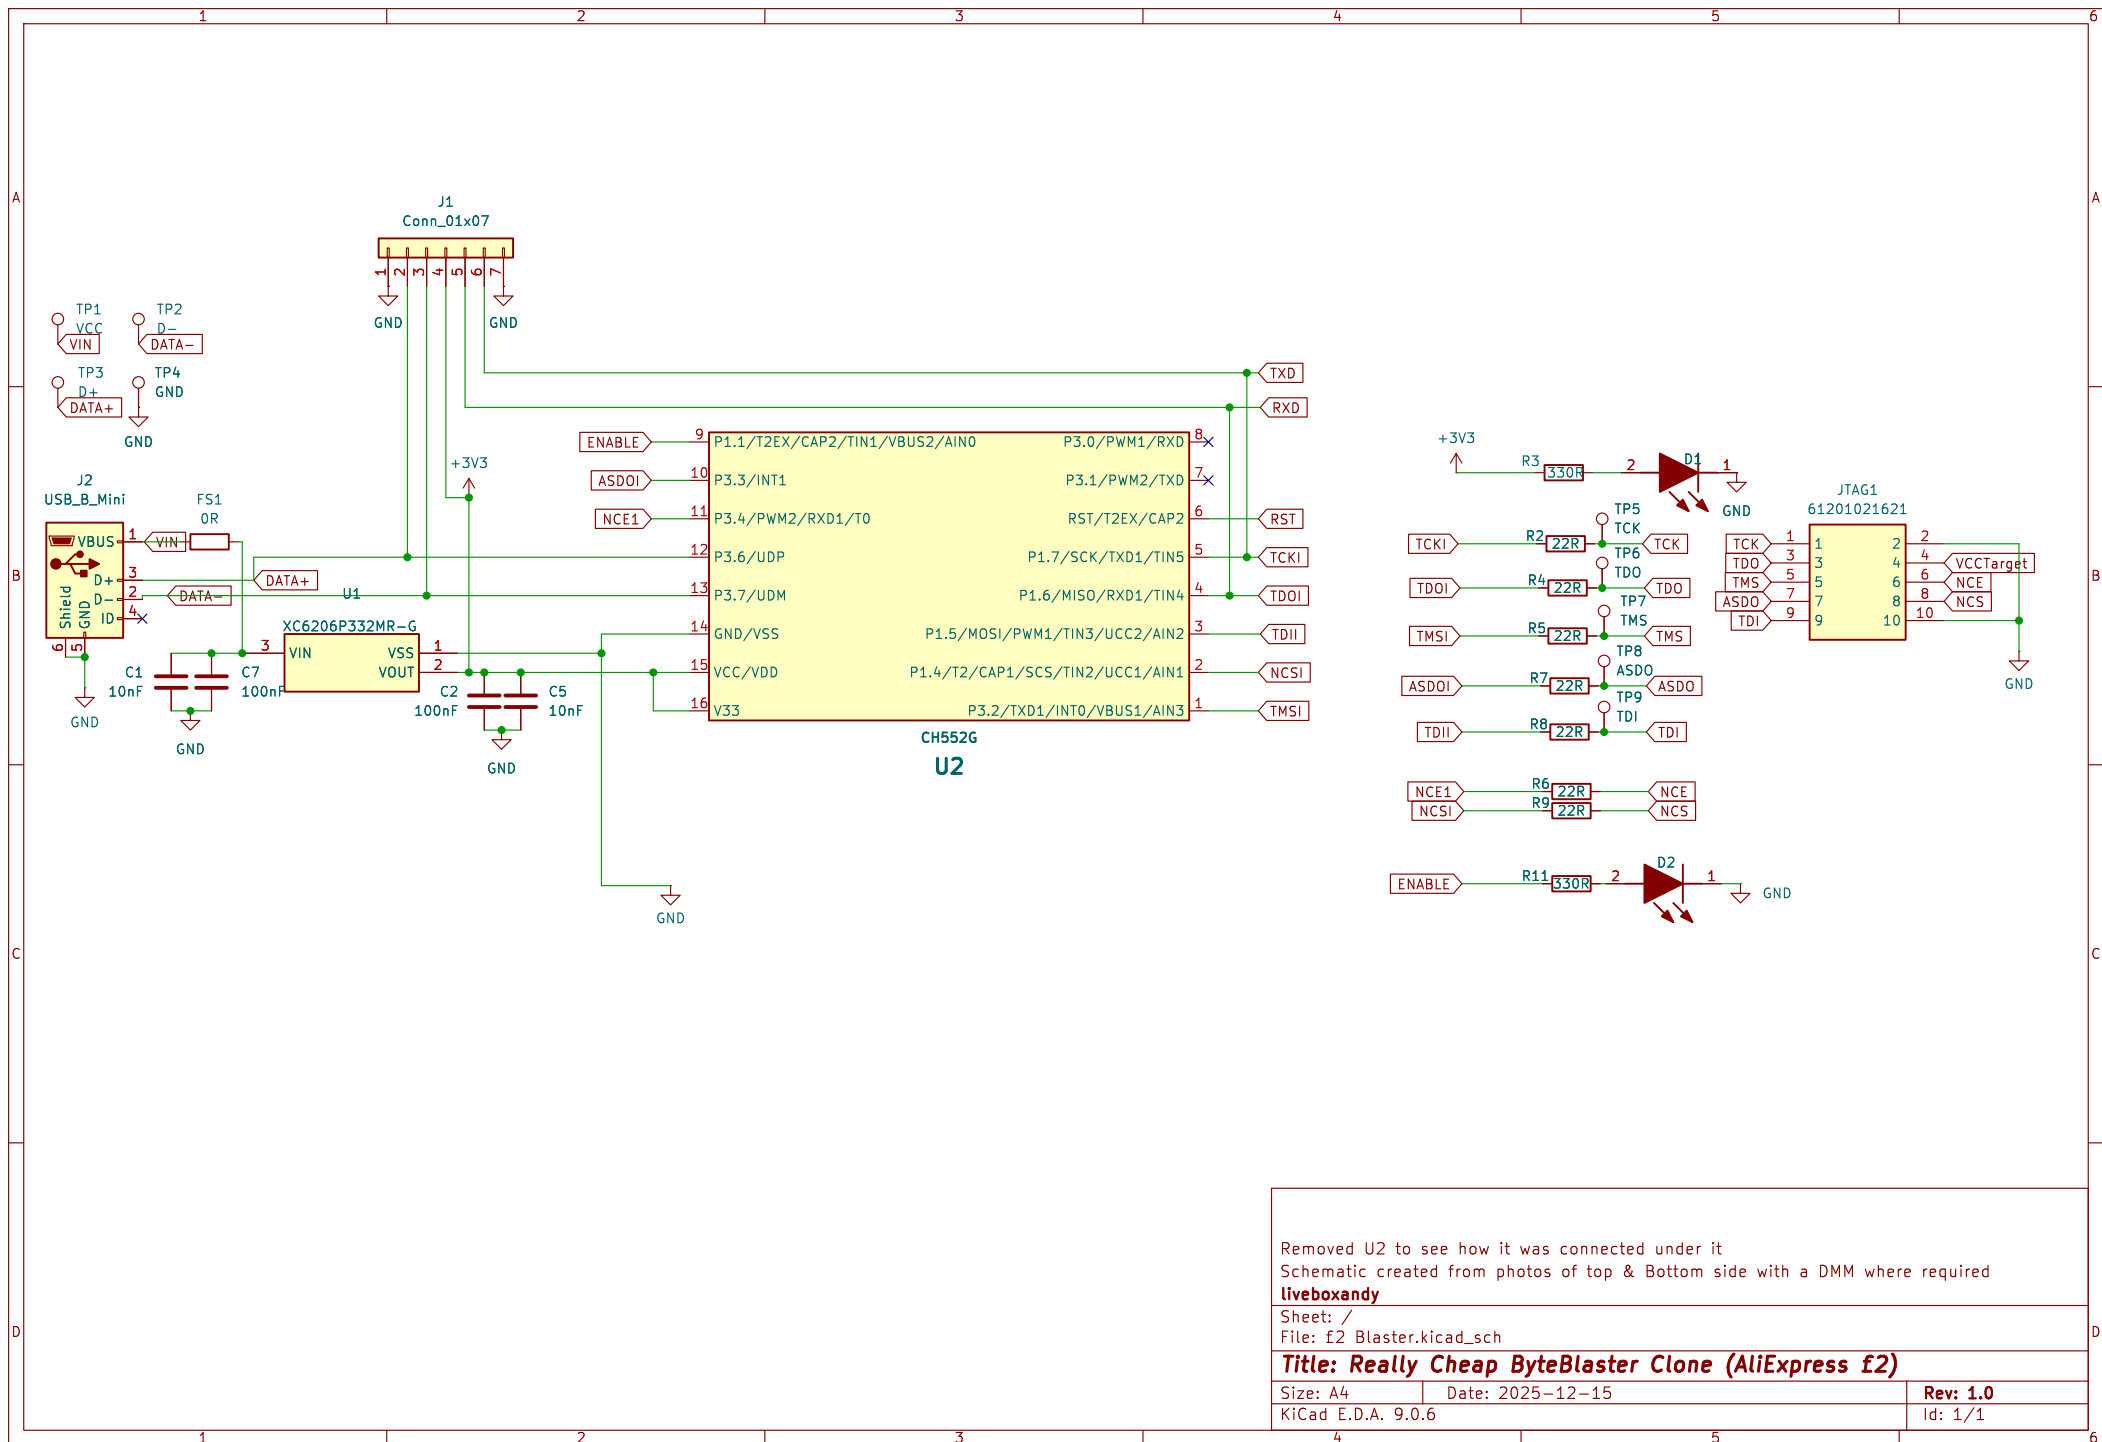 1 2 3 4 5 6
A A
B B
C C
D D
J1
Conn_01x07
1 2 3 4 5 6 7
GND GND
TP1
VCC
VIN
TP2
D-
DATA-
TP3
D+
DATA+
TP4
GND
GND
J2
USB_B_Mini
VBUS 1
D+ 3
D- 2
ID 4
Shield
GND
6 5
GND
VIN
FS1
0R
DATA+
DATA-
C1
10nF
C7
100nF
GND
U1
XC6206P332MR-G
3 VIN
VSS 1
VOUT 2
+3V3
C2
100nF
C5
10nF
GND
GND
TXD
RXD
ENABLE 9 P1.1/T2EX/CAP2/TIN1/VBUS2/AIN0
ASDOI 10 P3.3/INT1
NCE1 11 P3.4/PWM2/RXD1/T0
12 P3.6/UDP
13 P3.7/UDM
14 GND/VSS
15 VCC/VDD
16 V33
P3.0/PWM1/RXD 8
P3.1/PWM2/TXD 7
RST/T2EX/CAP2 6 RST
P1.7/SCK/TXD1/TIN5 5 TCKI
P1.6/MISO/RXD1/TIN4 4 TDOI
P1.5/MOSI/PWM1/TIN3/UCC2/AIN2 3 TDII
P1.4/T2/CAP1/SCS/TIN2/UCC1/AIN1 2 NCSI
P3.2/TXD1/INT0/VBUS1/AIN3 1 TMSI
CH552G
U2
+3V3
R3 330R 2 D1 1
GND
TP5
TCK
TCKI R2 22R TCK
TP6
TDO
TDOI R4 22R TDO
TP7
TMS
TMSI R5 22R TMS
TP8
ASDO
ASDOI R7 22R ASDO
TP9
TDI
TDII R8 22R TDI
NCE1 R6 22R NCE
NCSI R9 22R NCS
ENABLE R11 330R 2 D2 1 GND
JTAG1
61201021621
TCK 1 1 2 2
TDO 3 3 4 4 VCCTarget
TMS 5 5 6 6 NCE
ASDO 7 7 8 8 NCS
TDI 9 9 10 10
GND
Removed U2 to see how it was connected under it
Schematic created from photos of top & Bottom side with a DMM where required
liveboxandy
Sheet: /
File: £2 Blaster.kicad_sch
Title: Really Cheap ByteBlaster Clone (AliExpress £2)
Size: A4 Date: 2025-12-15 Rev: 1.0
KiCad E.D.A. 9.0.6 Id: 1/1
1 2 3 4 5 6